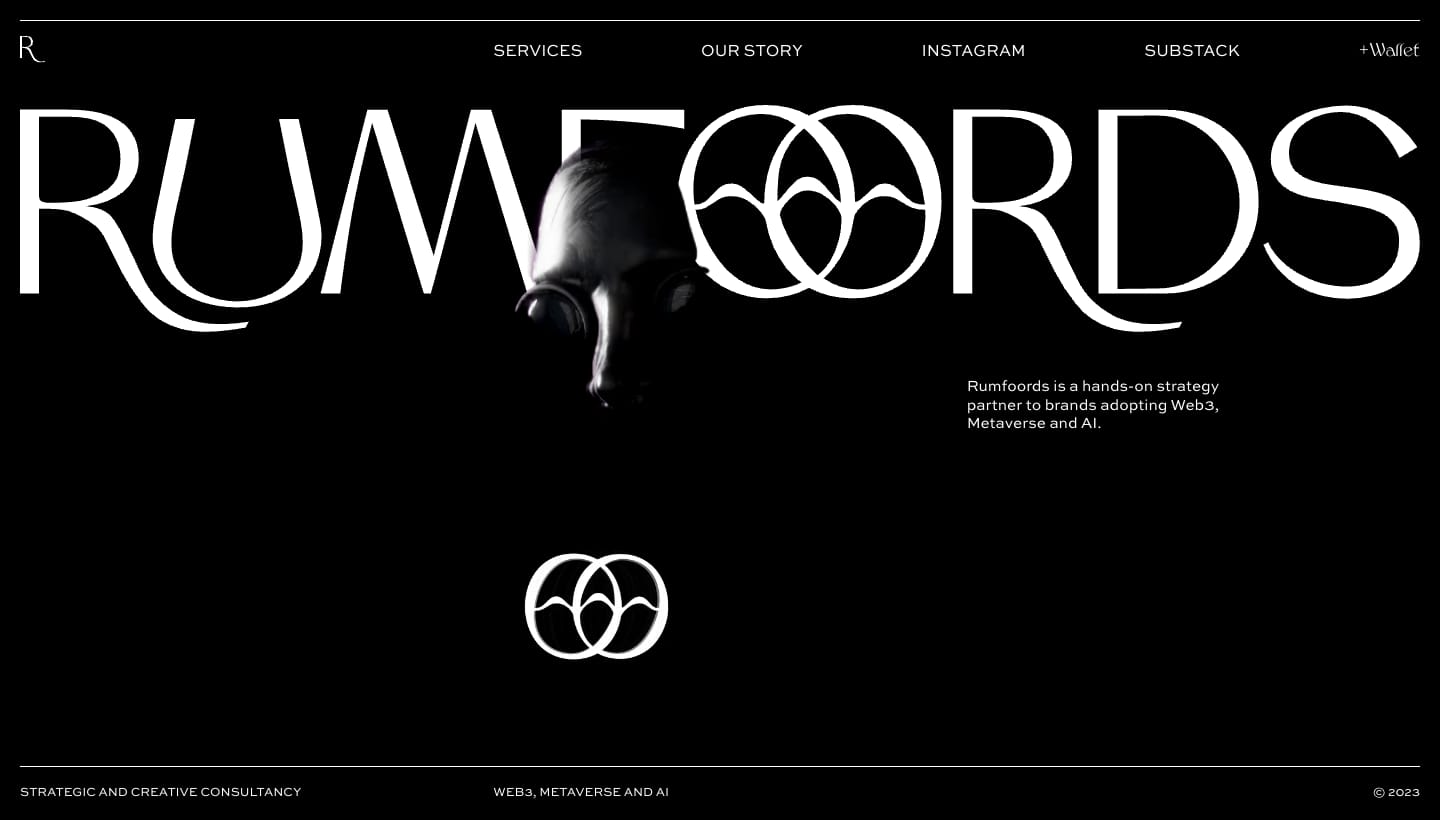 R
SERVICES
OUR STORY
INSTAGRAM
SUBSTACK
+Wallet
RUMFOORDS
Rumfoords is a hands-on strategy
partner to brands adopting Web3,
Metaverse and AI.
STRATEGIC AND CREATIVE CONSULTANCY
WEB3, METAVERSE AND AI
© 2023